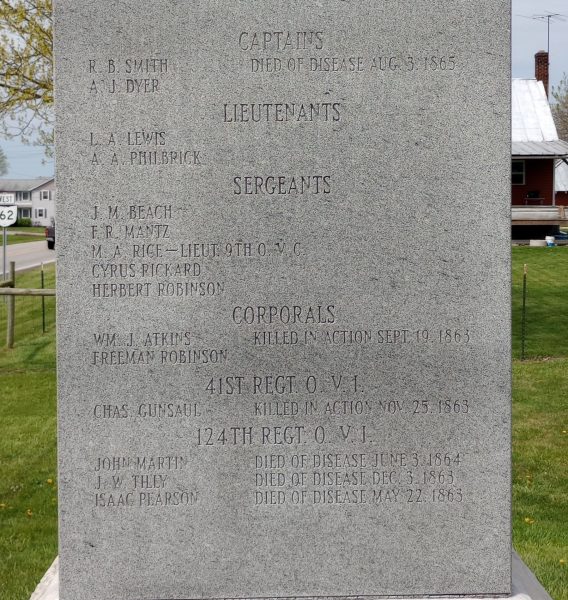 CAPTAINS
R. B. SMITH DIED OF DISEASE AUG. 3, 1865
A. J. DYER
LIEUTENANTS
L. A. LEWIS
A. A. PHILBRICK
SERGEANTS
J. M. BEACH
F. R. MANTZ
M. A. RICE—LIEUT. 9TH O. V. C.
CYRUS RICKARD
HERBERT ROBINSON
CORPORALS
WM. J. ATKINS KILLED IN ACTION SEPT. 19, 1863
FREEMAN ROBINSON
41ST REGT. O. V. I.
CHAS. GUNSAUL KILLED IN ACTION NOV. 25, 1863
124TH REGT. O. V. I.
JOHN MARTIN DIED OF DISEASE JUNE 3, 1864
J. W. TILLY DIED OF DISEASE DEC. 3, 1863
ISAAC PEARSON DIED OF DISEASE MAY 22, 1863
WEST
62